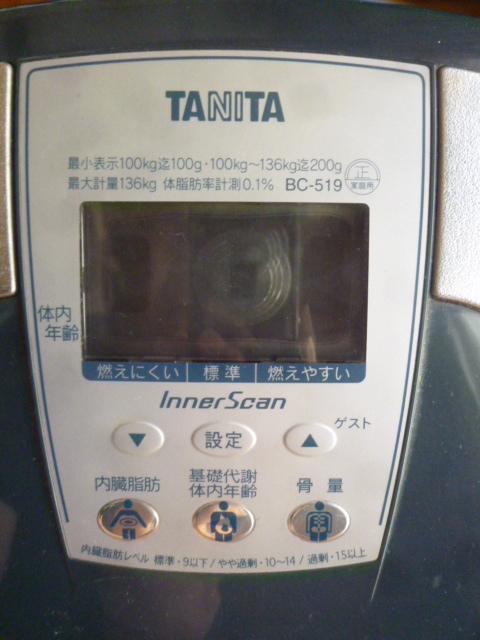 TANITA
最小表示100kg迄100g・100kg～136kg迄200g
最大計量136kg 体脂肪率計測0.1% BC-519
正
家庭用
体内
年齢
燃えにくい 標準 燃えやすい
InnerScan
ゲスト
▼ 設定 ▲
内臓脂肪
基礎代謝
体内年齢
骨量
内臓脂肪レベル 標準・9以下/やや過剰・10～14/過剰・15以上